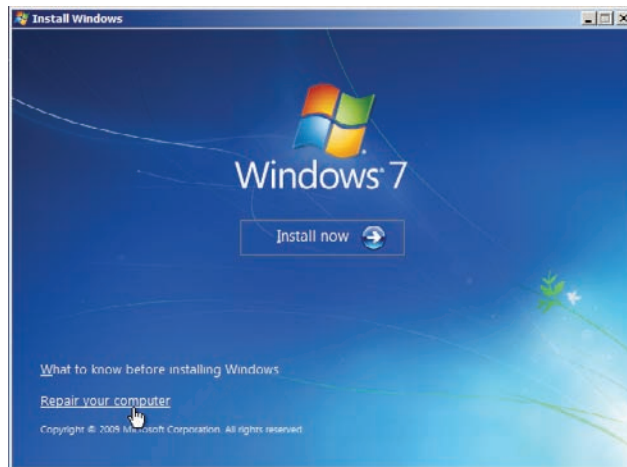 Install Windows
Windows 7
Install now
What to know before installing Windows
Repair your computer
Copyright © 2009 Microsoft Corporation. All rights reserved.